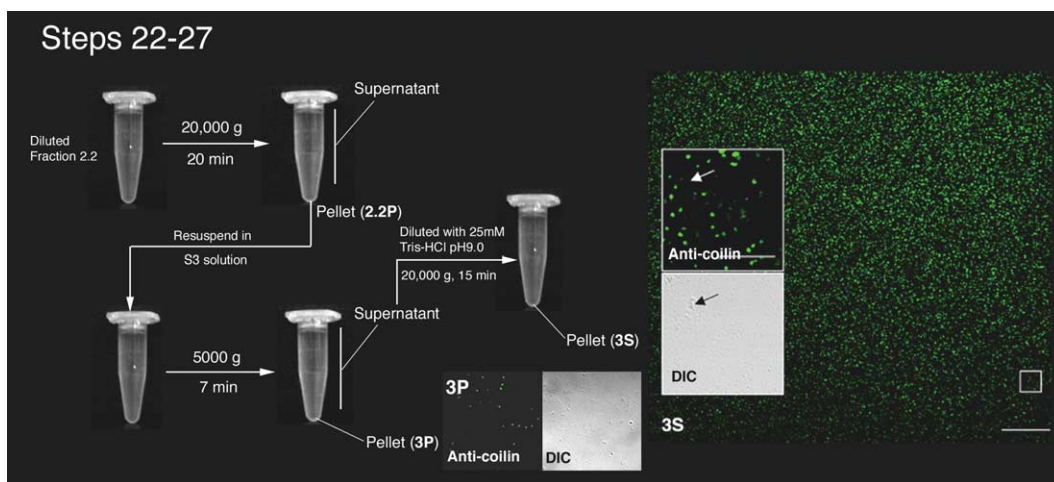 Steps 22-27
Supernatant
Diluted
Fraction 2.2
20,000 g
20 min
Pellet (2.2P)
Resuspend in
S3 solution
Diluted with 25mM
Tris-HCl pH9.0
20,000 g, 15 min
Supernatant
5000 g
7 min
Pellet (3S)
Pellet (3P)
3P
Anti-coilin
DIC
Anti-coilin
DIC
3S